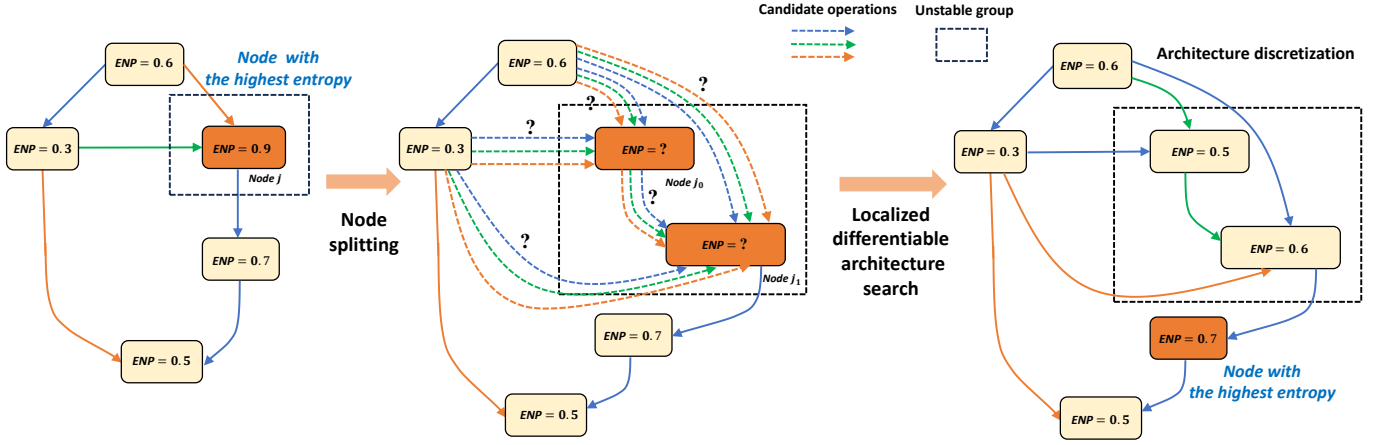 Candidate operations
Unstable group
Node with
the highest entropy
ENP = 0.6
ENP = 0.3
ENP = 0.9
Node j
ENP = 0.7
ENP = 0.5
Node
splitting
ENP = 0.6
?
?
ENP = 0.3
ENP = ?
Node j0
?
ENP = ?
?
Node j1
ENP = 0.7
ENP = 0.5
Localized
differentiable
architecture
search
Architecture discretization
ENP = 0.6
ENP = 0.3
ENP = 0.5
ENP = 0.6
ENP = 0.7
Node with
the highest entropy
ENP = 0.5